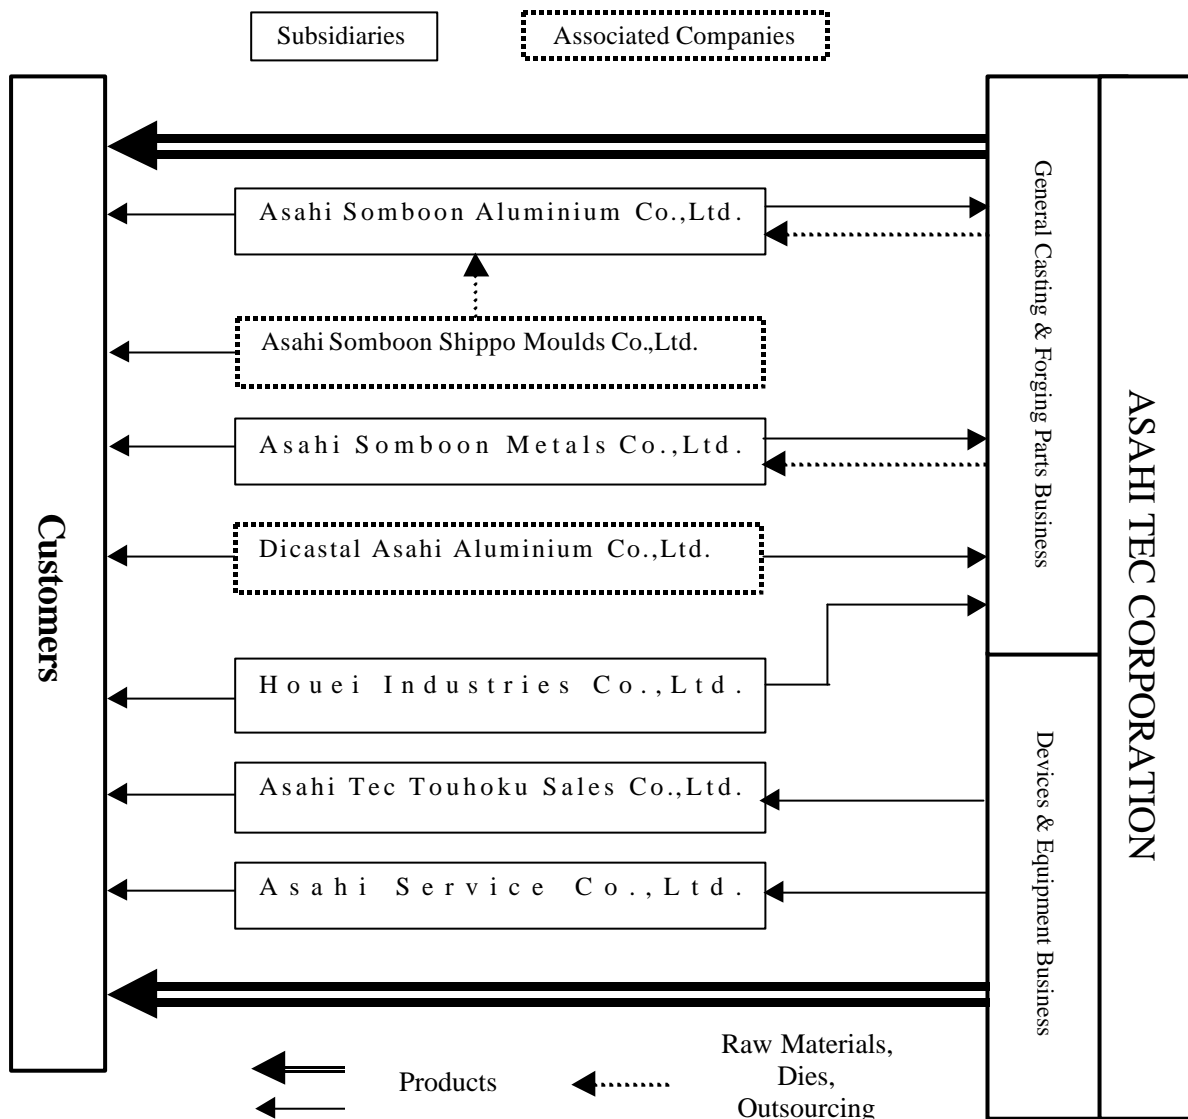 Subsidiaries
Associated Companies
Customers
Asahi Somboon Aluminium Co.,Ltd.
Asahi Somboon Shippo Moulds Co.,Ltd.
Asahi Somboon Metals Co.,Ltd.
Dicastal Asahi Aluminium Co.,Ltd.
Houei Industries Co.,Ltd.
Asahi Tec Touhoku Sales Co.,Ltd.
Asahi Service Co.,Ltd.
General Casting & Forging Parts Business
Devices & Equipment Business
ASAHI TEC CORPORATION
Products
Raw Materials,
Dies,
Outsourcing